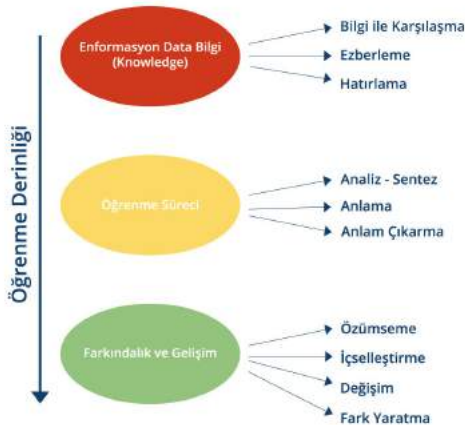 Enformasyon Data Bilgi
(Knowledge)
Bilgi ile Karşılaşma
Ezberleme
Hatırlama
Öğrenme Derinliği
Öğrenme Süreci
Analiz - Sentez
Anlama
Anlam Çıkarma
Farkındalık ve Gelişim
Özümseme
İçselleştirme
Değişim
Fark Yaratma